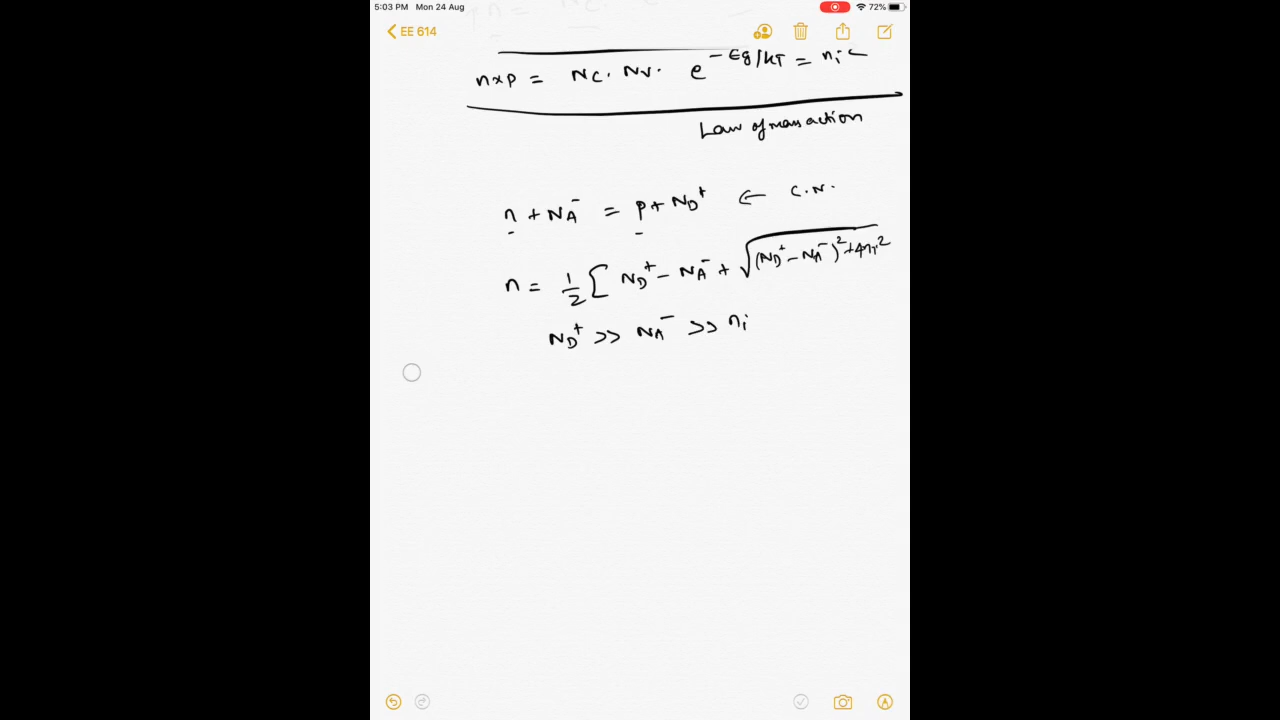 5:03 PM Mon 24 Aug 72%
EE 614
n×p = Nc. Nv. e^{-Eg/kT} = ni²
Law of mass action
n + NA⁻ = p + ND⁺ ⇐ C.N.
n = 1/2 [ ND⁺ - NA⁻ + √((ND⁺ - NA⁻)² + 4ni²
ND⁺ >> NA⁻ >> ni